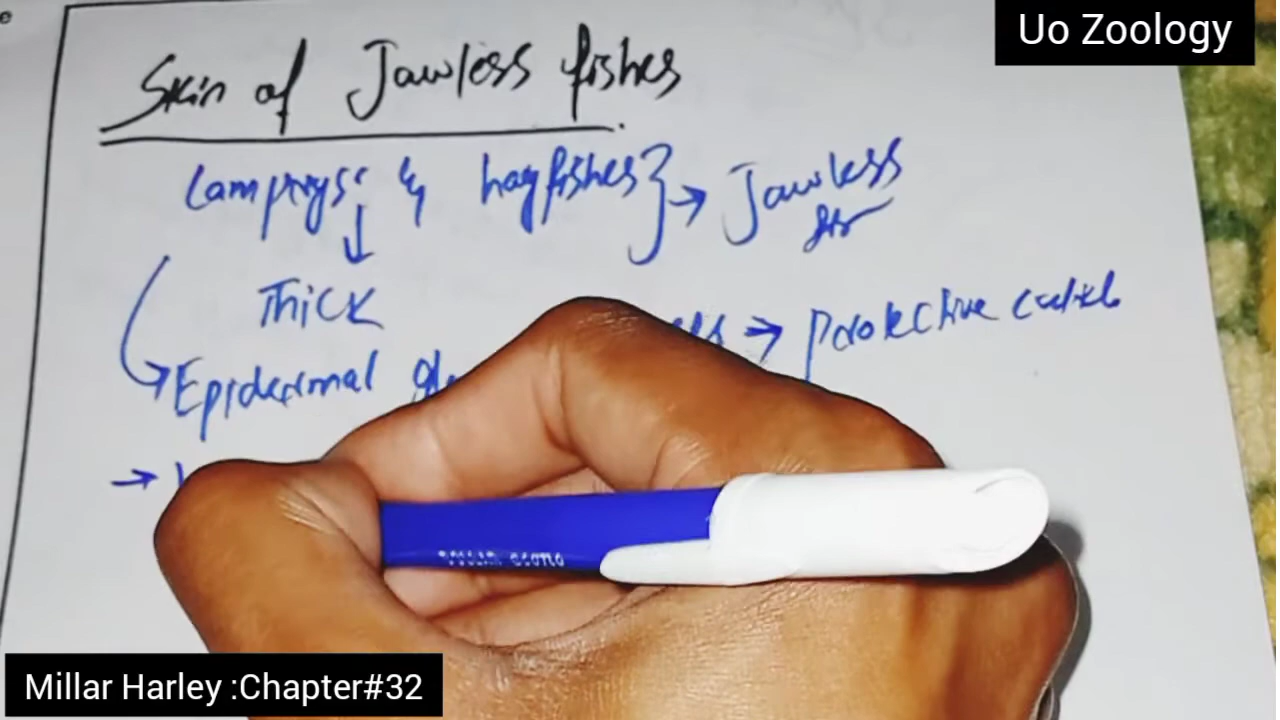 Uo Zoology
Skin of Jawless fishes
Lampreys & hagfishes} → Jawless
↓
Thick
→ Protective cuticle
→ Epidermal
→
Millar Harley :Chapter#32